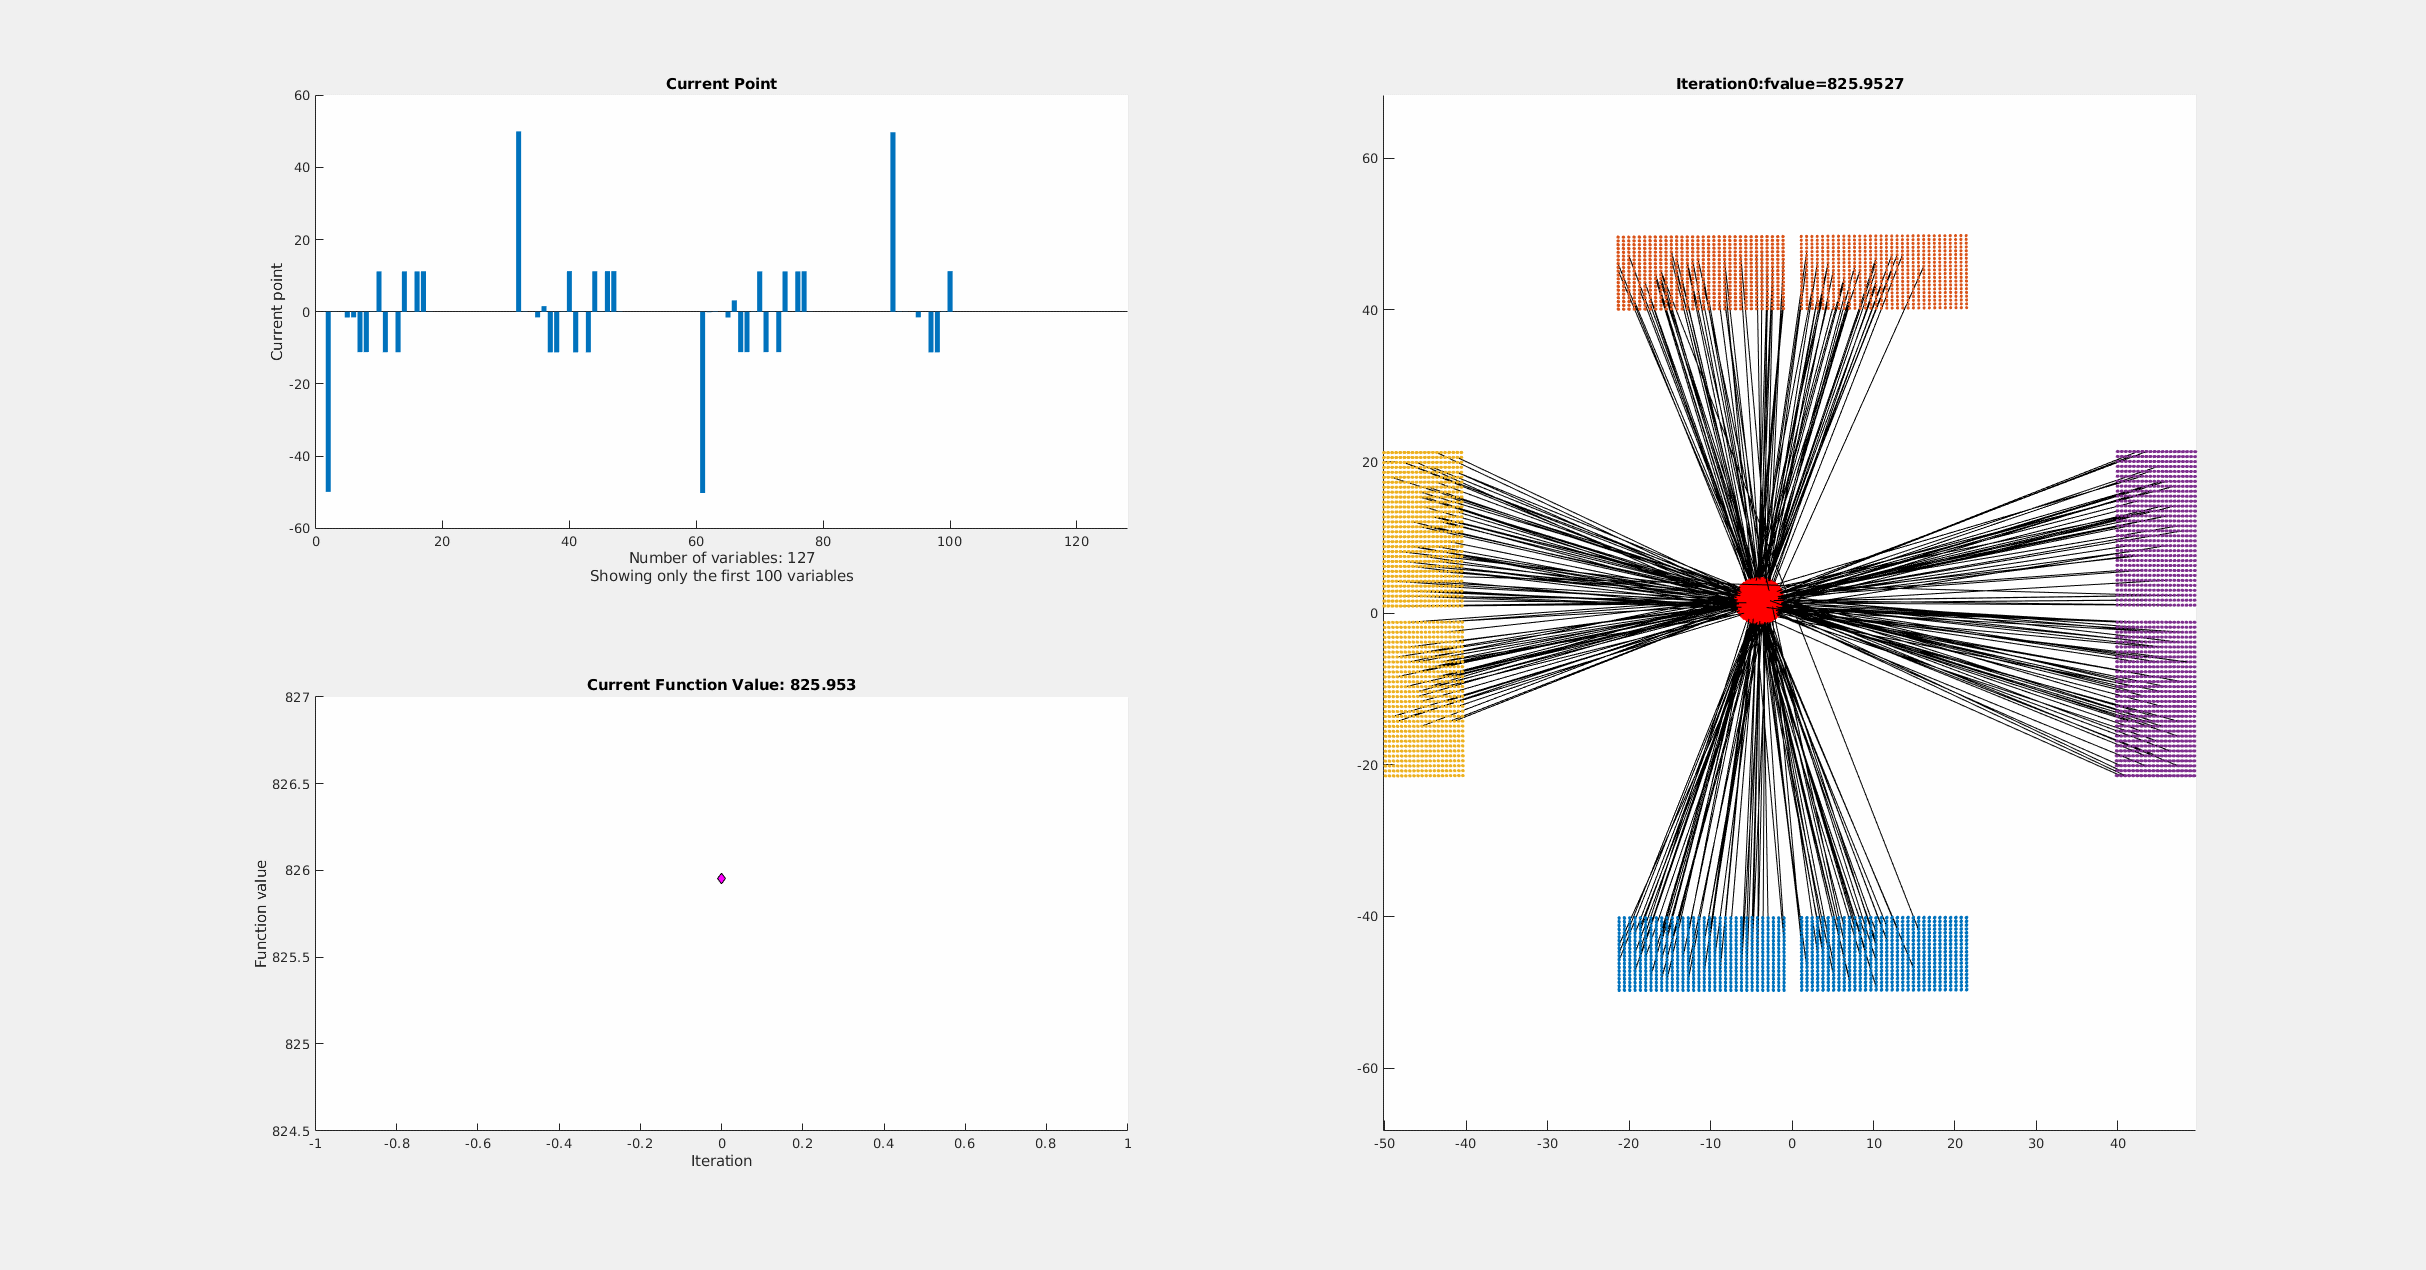 Current Point
60
40
20
0
-20
-40
-60
Current point
0 20 40 60 80 100 120
Number of variables: 127
Showing only the first 100 variables
Current Function Value: 825.953
827
826.5
826
825.5
825
824.5
Function value
-1 -0.8 -0.6 -0.4 -0.2 0 0.2 0.4 0.6 0.8 1
Iteration
Iteration0:fvalue=825.9527
60
40
20
0
-20
-40
-60
-50 -40 -30 -20 -10 0 10 20 30 40